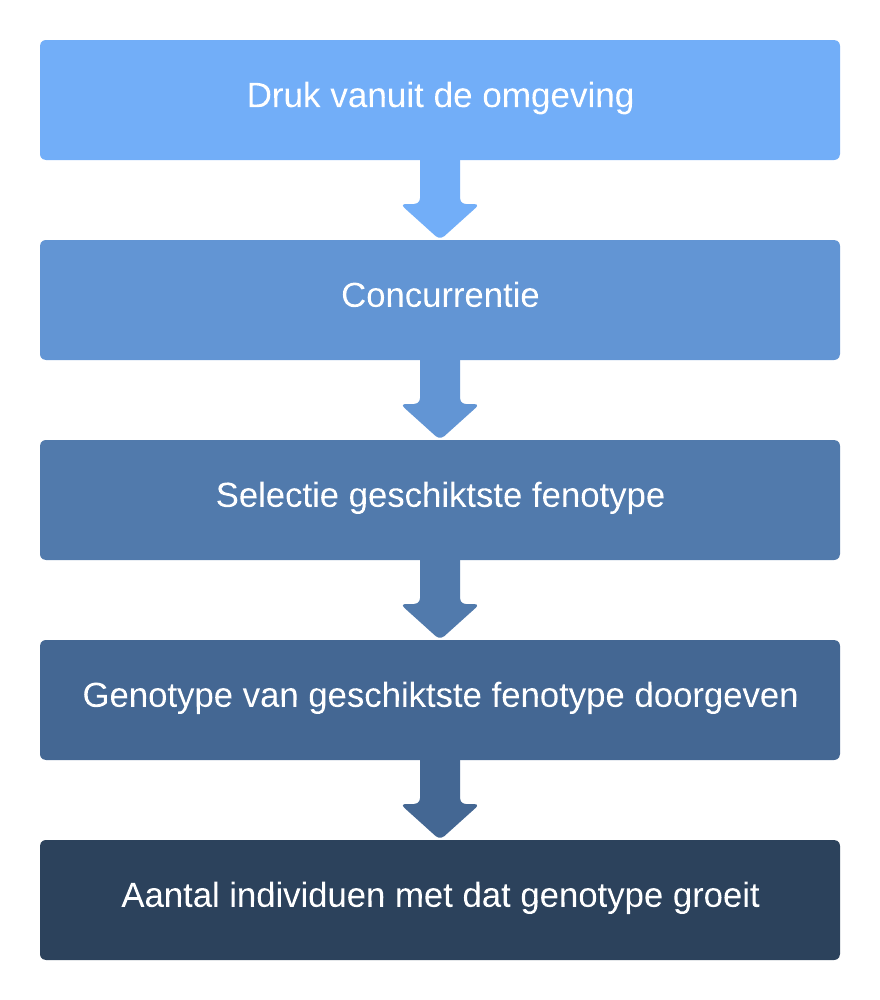 Druk vanuit de omgeving
Concurrentie
Selectie geschiktste fenotype
Genotype van geschiktste fenotype doorgeven
Aantal individuen met dat genotype groeit